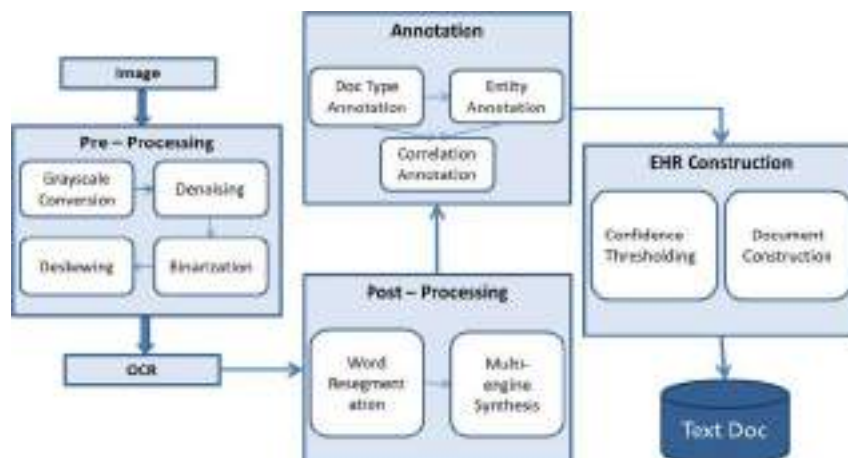 Image
Pre – Processing
Grayscale
Conversion
Denoising
Deskewing
Binarization
OCR
Post – Processing
Word
Resegment
ation
Multi-
engine
Synthesis
Annotation
Doc Type
Annotation
Entity
Annotation
Correlation
Annotation
EHR Construction
Confidence
Thresholding
Document
Construction
Text Doc